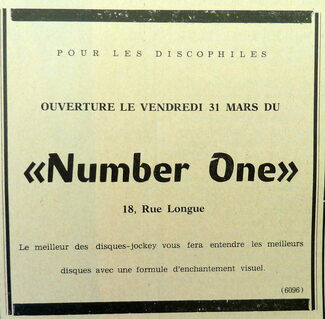 POUR LES DISCOPHILES
OUVERTURE LE VENDREDI 31 MARS DU
«Number One»
18, Rue Longue
Le meilleur des disques-jockey vous fera entendre les meilleurs
disques avec une formule d'enchantement visuel.
(6096)